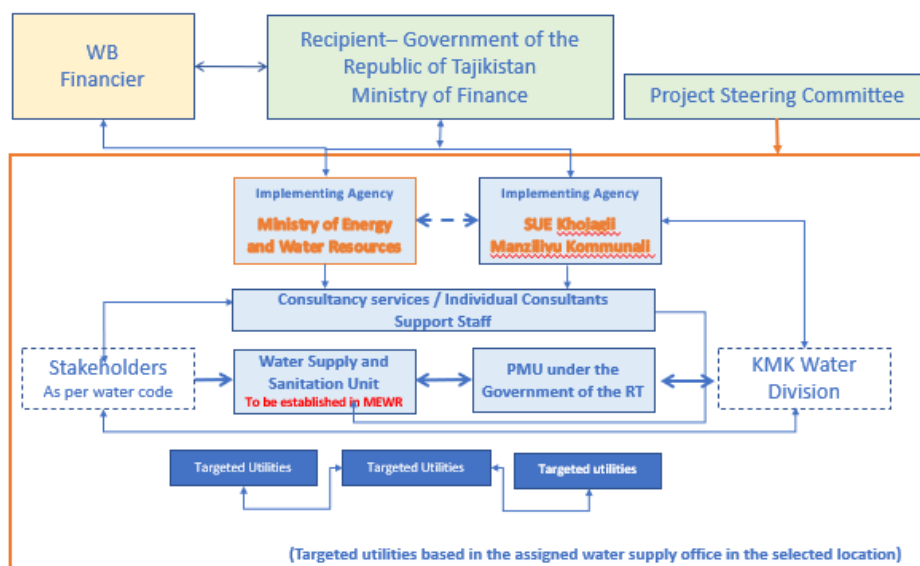 WB
Financier
Recipient– Government of the
Republic of Tajikistan
Ministry of Finance
Project Steering Committee
Implementing Agency
Ministry of Energy
and Water Resources
Implementing Agency
SUE Khojagii
Manziliyu Kommunali
Consultancy services / Individual Consultants
Support Staff
Stakeholders
As per water code
Water Supply and
Sanitation Unit
To be established in MEWR
PMU under the
Government of the RT
KMK Water
Division
Targeted Utilities
Targeted Utilities
Targeted utilities
(Targeted utilities based in the assigned water supply office in the selected location)